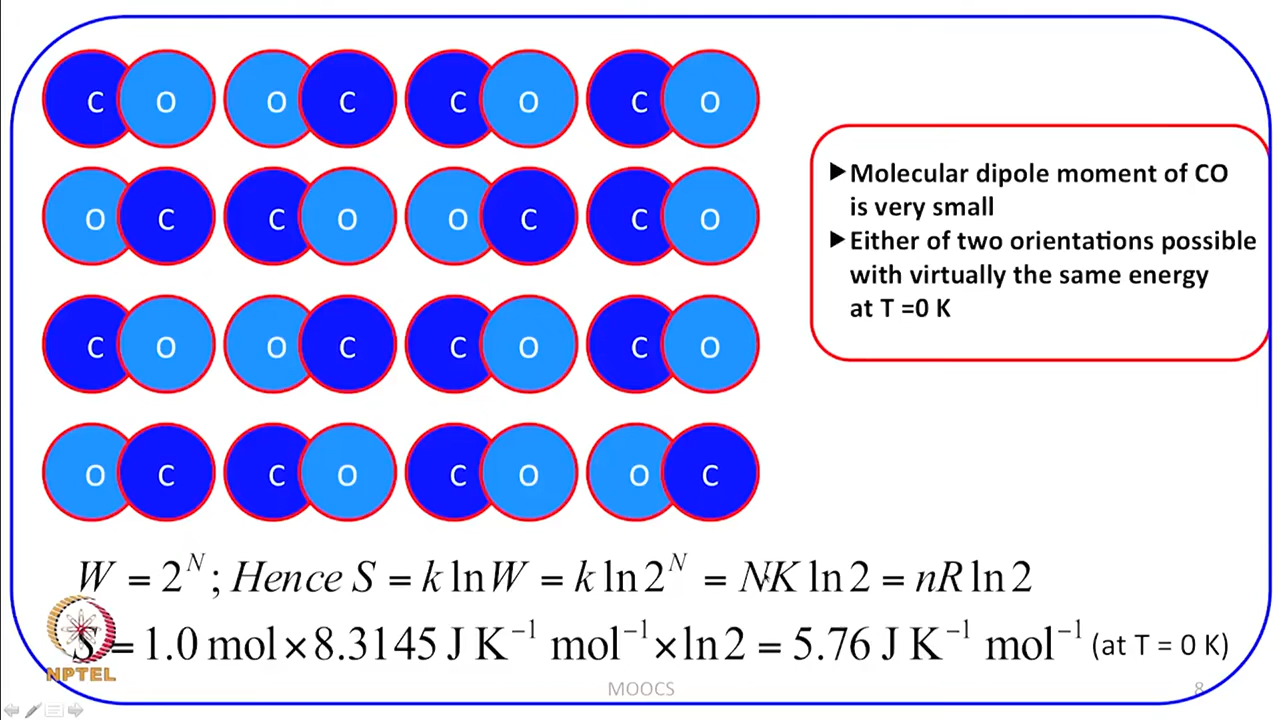 C O O C C O C O
O C C O O C C O
C O O C C O C O
O C C O C O O C
Molecular dipole moment of CO
is very small
Either of two orientations possible
with virtually the same energy
at T =0 K
W = 2^N ; Hence S = k ln W = k ln 2^N = NK ln 2 = nR ln 2
S = 1.0 mol × 8.3145 J K⁻¹ mol⁻¹ × ln 2 = 5.76 J K⁻¹ mol⁻¹ (at T = 0 K)
NPTEL
MOOCS 8